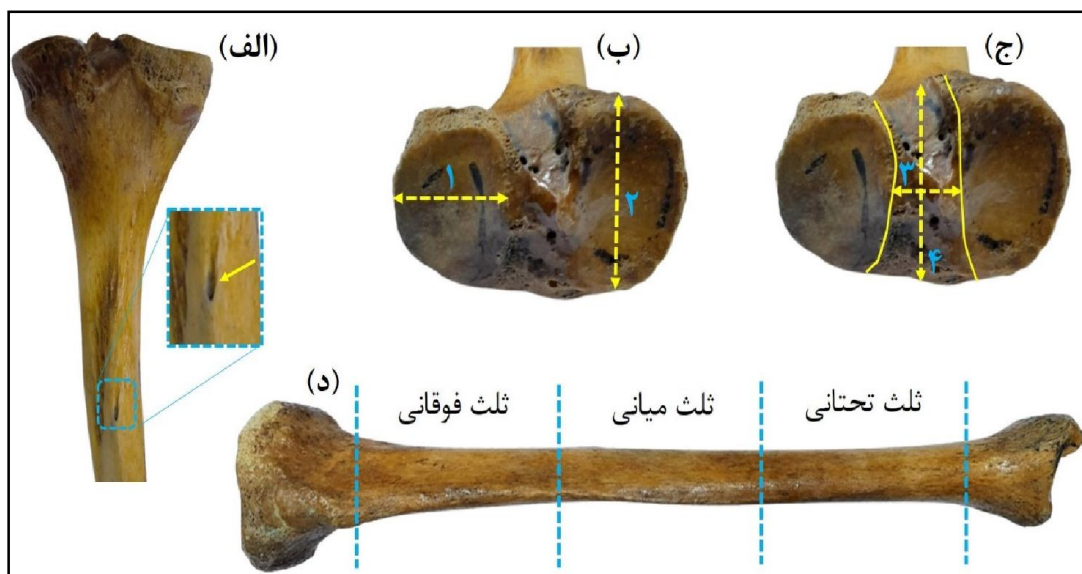 (الف)
(ب)
(ج)
۱
۲
۳
۴
(د)
ثلث فوقانی
ثلث میانی
ثلث تحتانی